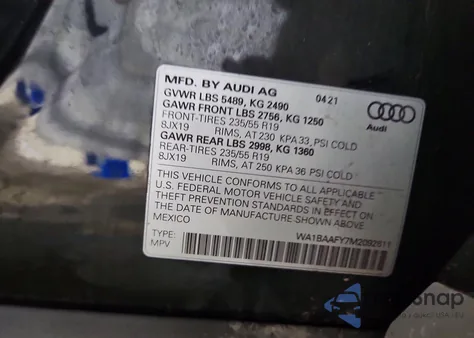 MFD. BY AUDI AG
04 21
GVWR LBS 5489, KG 2490
GAWR FRONT LBS 2756, KG 1250
FRONT-TIRES 235/55 R19
8JX19 RIMS, AT 230 KPA 33, PSI COLD
GAWR REAR LBS 2998, KG 1360
REAR-TIRES 235/55 R19
8JX19 RIMS, AT 250 KPA 36 PSI COLD
Audi
THIS VEHICLE CONFORMS TO ALL APPLICABLE
U.S. FEDERAL MOTOR VEHICLE SAFETY AND
THEFT PREVENTION STANDARDS IN EFFECT ON
THE DATE OF MANUFACTURE SHOWN ABOVE
MEXICO
TYPE: WA1BAAFY7M2092611
MPV